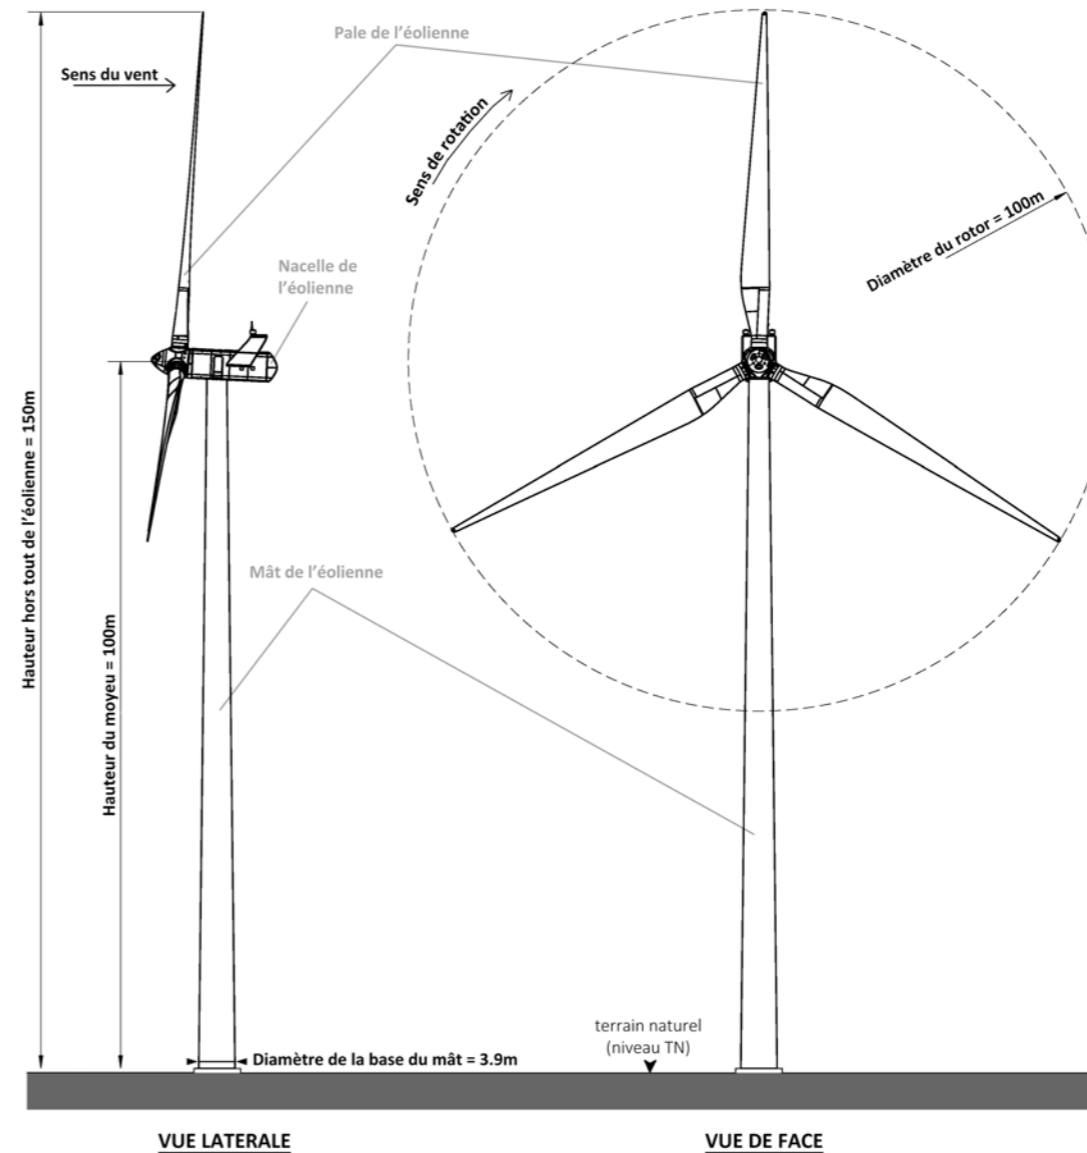 Pale de l'éolienne
Sens du vent
Sens de rotation
Diamètre du rotor = 100m
Nacelle de
l'éolienne
Hauteur hors tout de l'éolienne = 150m
Hauteur du moyeu = 100m
Mât de l'éolienne
terrain naturel
(niveau TN)
Diamètre de la base du mât = 3.9m
VUE LATERALE
VUE DE FACE